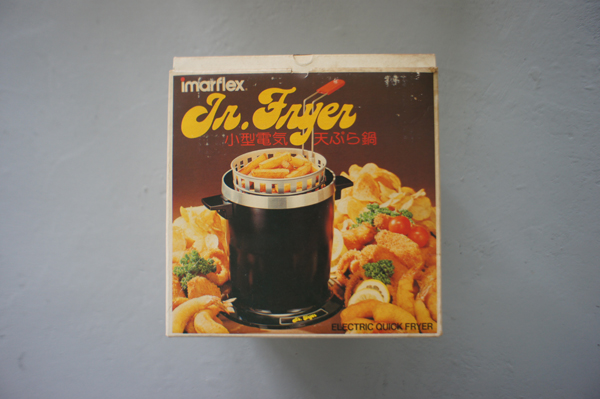 imarflex
Jr. Fryer
小型電気天ぷら鍋
ELECTRIC QUICK FRYER